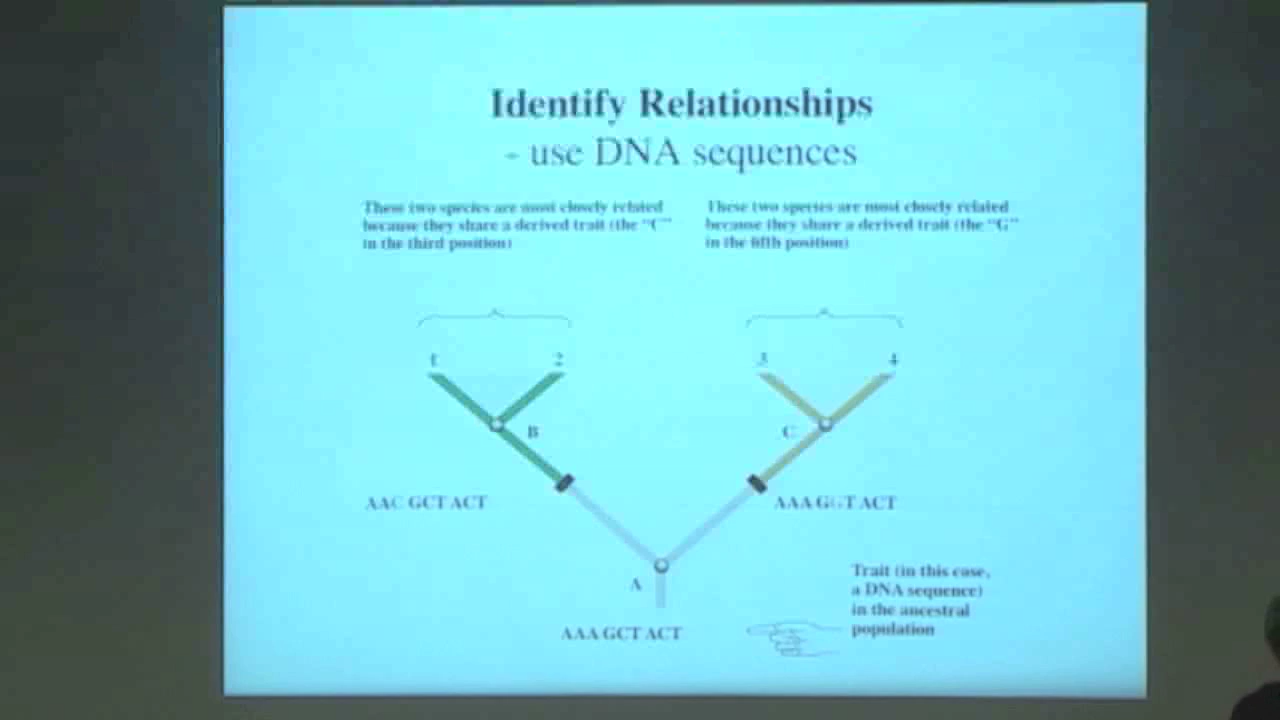 Identify Relationships
- use DNA sequences
These two species are most closely related
because they share a derived trait (the "C"
in the third position)
These two species are most closely related
because they share a derived trait (the "G"
in the fifth position)
1 2 3 4
B C
AAC GCT ACT
AAA GGT ACT
A
Trait (in this case,
a DNA sequence)
in the ancestral
population
AAA GCT ACT